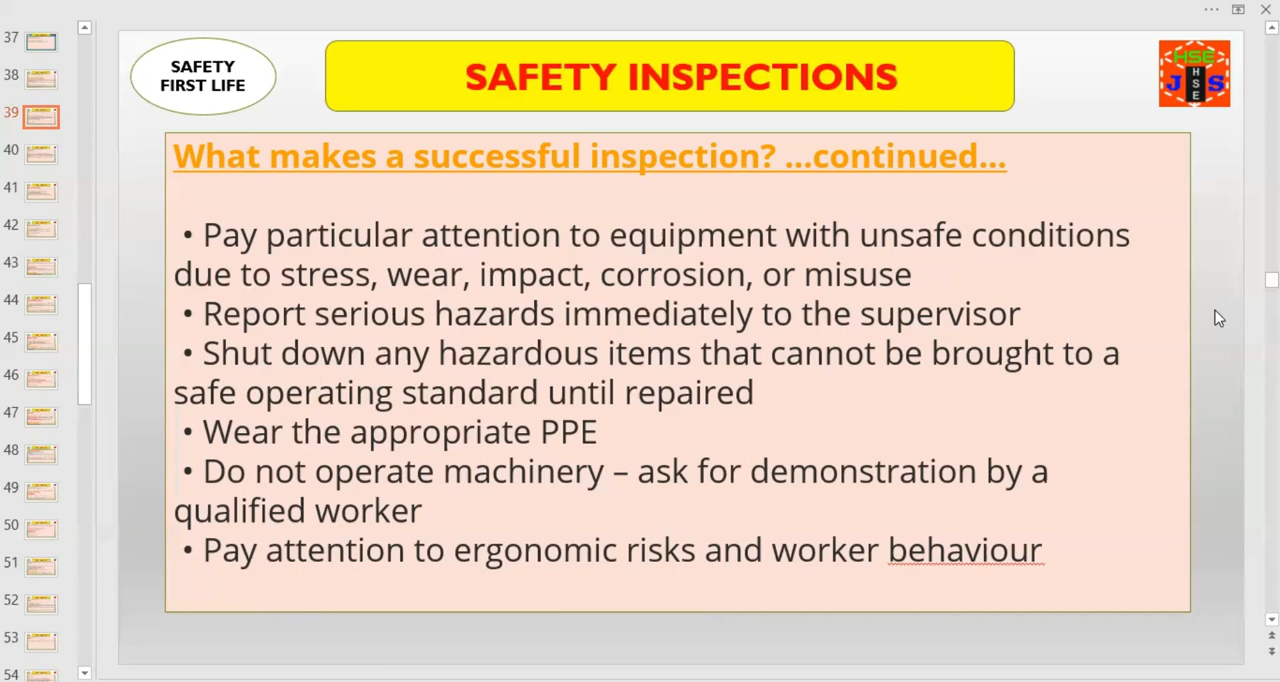 37
38
39
40
41
42
43
44
45
46
47
48
49
50
51
52
53
54
SAFETY
FIRST LIFE
SAFETY INSPECTIONS
HSE
J HSE S
What makes a successful inspection? ...continued...
• Pay particular attention to equipment with unsafe conditions
due to stress, wear, impact, corrosion, or misuse
• Report serious hazards immediately to the supervisor
• Shut down any hazardous items that cannot be brought to a
safe operating standard until repaired
• Wear the appropriate PPE
• Do not operate machinery – ask for demonstration by a
qualified worker
• Pay attention to ergonomic risks and worker behaviour